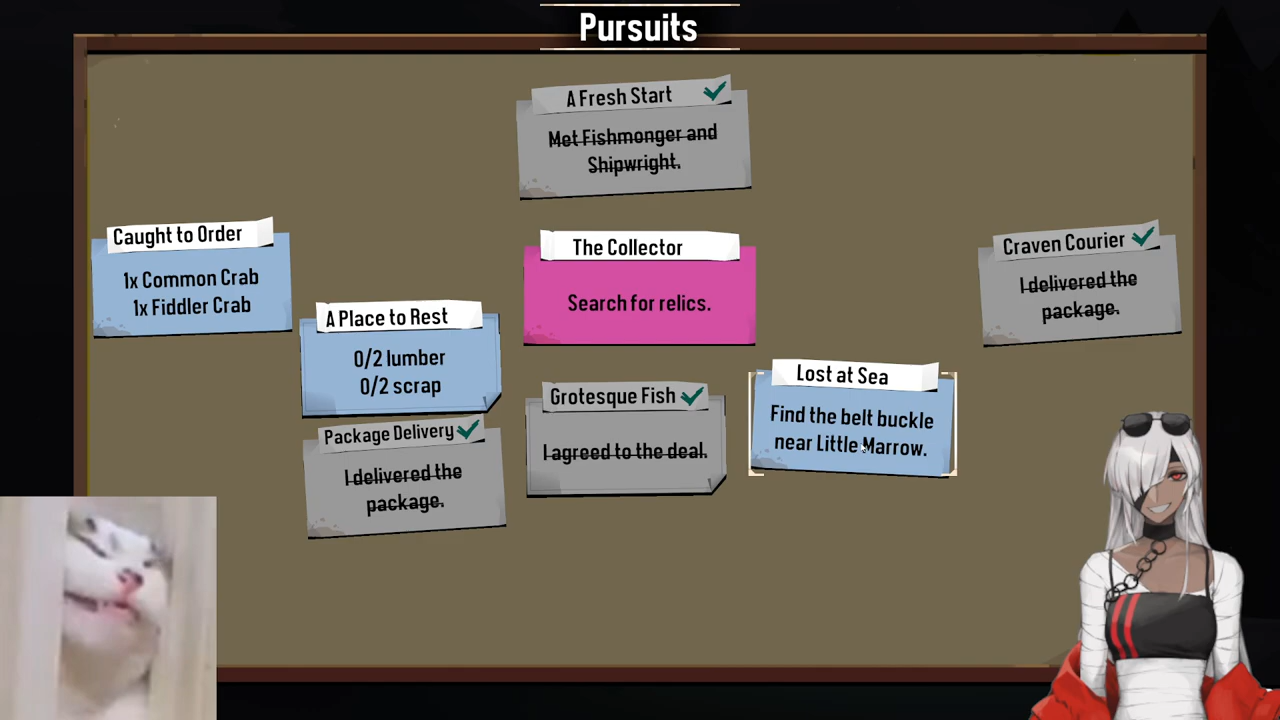 Pursuits
A Fresh Start
Met Fishmonger and
Shipwright.
Caught to Order
1x Common Crab
1x Fiddler Crab
The Collector
Search for relics.
Craven Courier
I delivered the
package.
A Place to Rest
0/2 lumber
0/2 scrap
Lost at Sea
Find the belt buckle
near Little Marrow.
Grotesque Fish
I agreed to the deal.
Package Delivery
I delivered the
package.